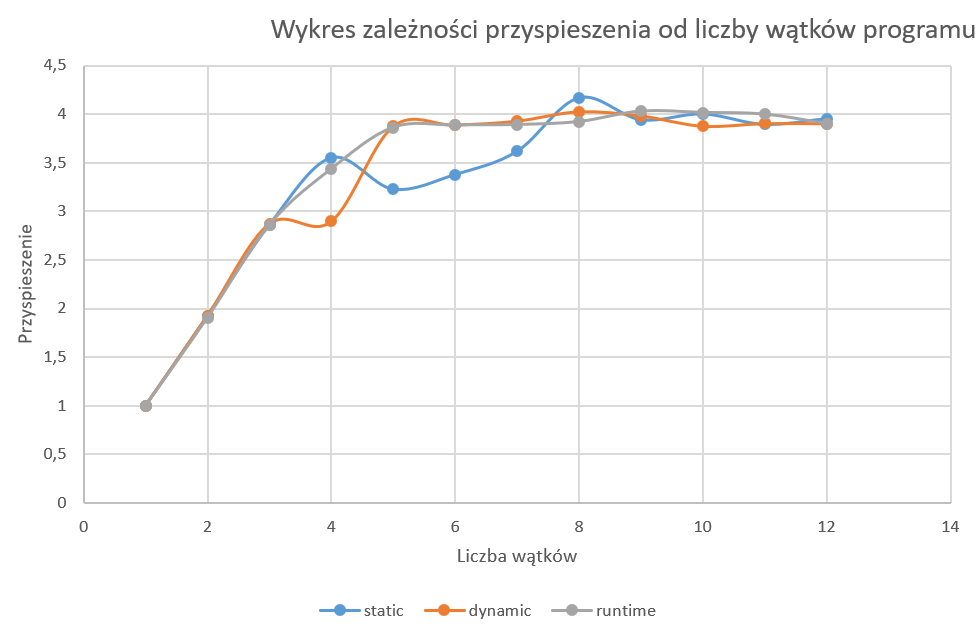 Wykres zależności przyspieszenia od liczby wątków programu
4,5
4
3,5
3
2,5
2
1,5
1
0,5
0
Przyspieszenie
0 2 4 6 8 10 12 14
Liczba wątków
static dynamic runtime